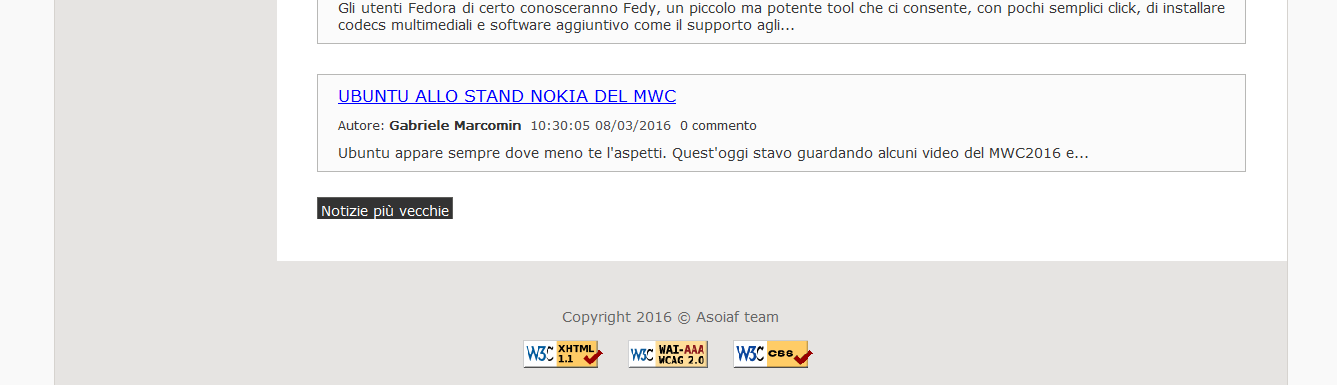 Gli utenti Fedora di certo conosceranno Fedy, un piccolo ma potente tool che ci consente, con pochi semplici click, di installare
codecs multimediali e software aggiuntivo come il supporto agli...
UBUNTU ALLO STAND NOKIA DEL MWC
Autore: Gabriele Marcomin 10:30:05 08/03/2016 0 commento
Ubuntu appare sempre dove meno te l'aspetti. Quest'oggi stavo guardando alcuni video del MWC2016 e...
Notizie più vecchie
Copyright 2016 © Asoiaf team
W3C XHTML 1.1
W3C WAI-AAA WCAG 2.0
W3C css